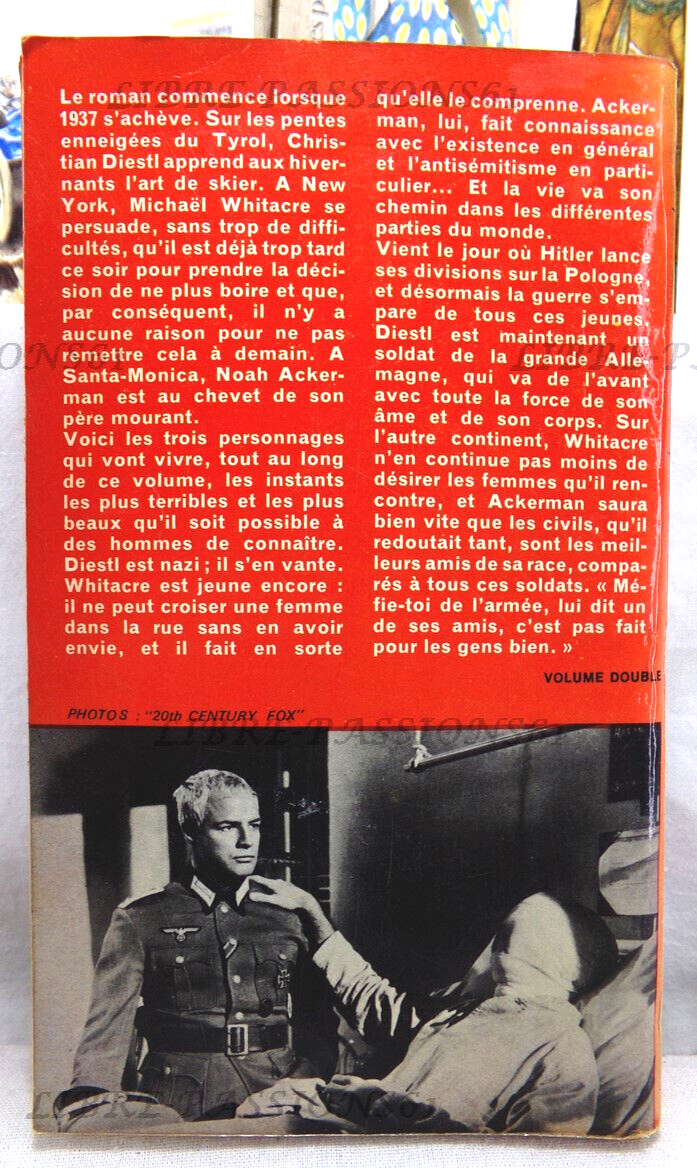 Le roman commence lorsque
1937 s'achève. Sur les pentes
enneigées du Tyrol, Chris-
tian Diestl apprend aux hiver-
nants l'art de skier. A New
York, Michaël Whitacre se
persuade, sans trop de diffi-
cultés, qu'il est déjà trop tard
ce soir pour prendre la déci-
sion de ne plus boire et que,
par conséquent, il n'y a
aucune raison pour ne pas
remettre cela à demain. A
Santa-Monica, Noah Acker-
man est au chevet de son
père mourant.
Voici les trois personnages
qui vont vivre, tout au long
de ce volume, les instants
les plus terribles et les plus
beaux qu'il soit possible à
des hommes de connaître.
Diestl est nazi ; il s'en vante.
Whitacre est jeune encore :
il ne peut croiser une femme
dans la rue sans en avoir
envie, et il fait en sorte
qu'elle le comprenne. Acker-
man, lui, fait connaissance
avec l'existence en général
et l'antisémitisme en parti-
culier... Et la vie va son
chemin dans les différentes
parties du monde.
Vient le jour où Hitler lance
ses divisions sur la Pologne,
et désormais la guerre s'em-
pare de tous ces jeunes.
Diestl est maintenant un
soldat de la grande Alle-
magne, qui va de l'avant
avec toute la force de son
âme et de son corps. Sur
l'autre continent, Whitacre
n'en continue pas moins de
désirer les femmes qu'il ren-
contre, et Ackerman saura
bien vite que les civils, qu'il
redoutait tant, sont les meil-
leurs amis de sa race, compa-
rés à tous ces soldats. « Mé-
fie-toi de l'armée, lui dit un
de ses amis, c'est pas fait
pour les gens bien. »
VOLUME DOUBLE
PHOTOS : "20th CENTURY FOX"
LIBRE-PASSIONS61
LIBRE-PASSIONS61
LIBRE-PASSIONS61